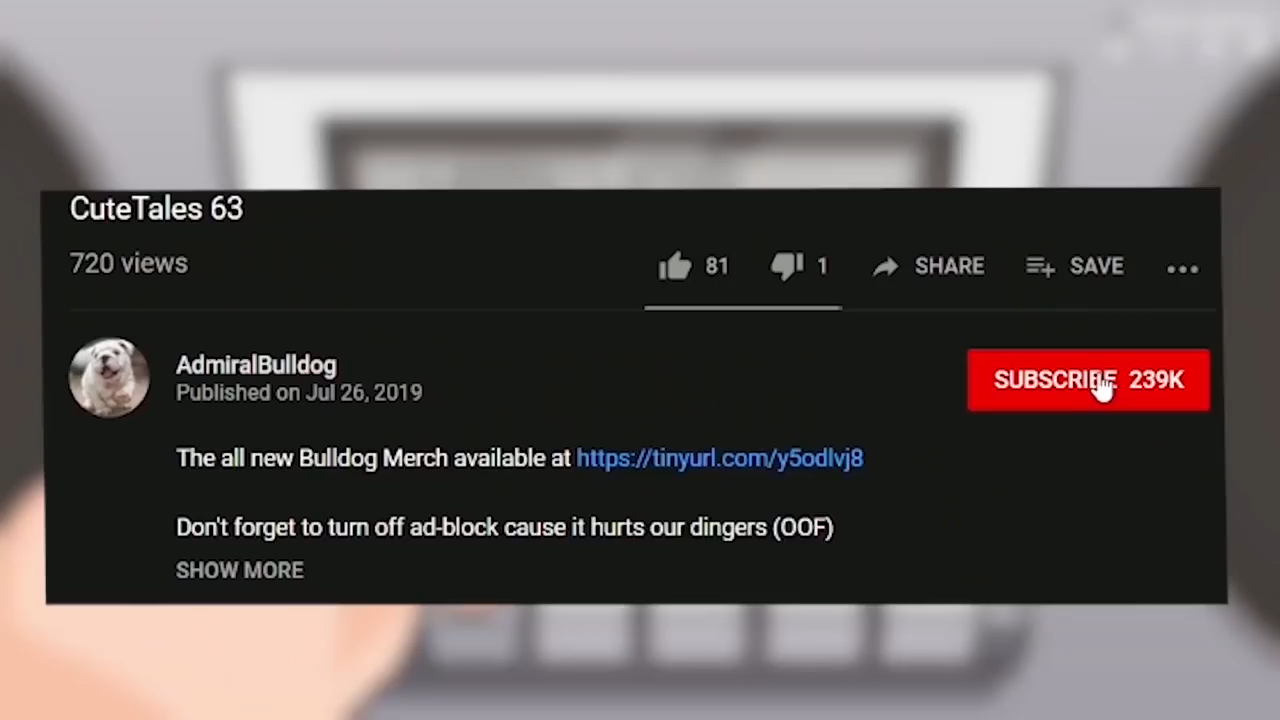 CuteTales 63
720 views
81
1
SHARE
SAVE
AdmiralBulldog
Published on Jul 26, 2019
SUBSCRIBE 239K
The all new Bulldog Merch available at https://tinyurl.com/y5odlvj8
Don't forget to turn off ad-block cause it hurts our dingers (OOF)
SHOW MORE